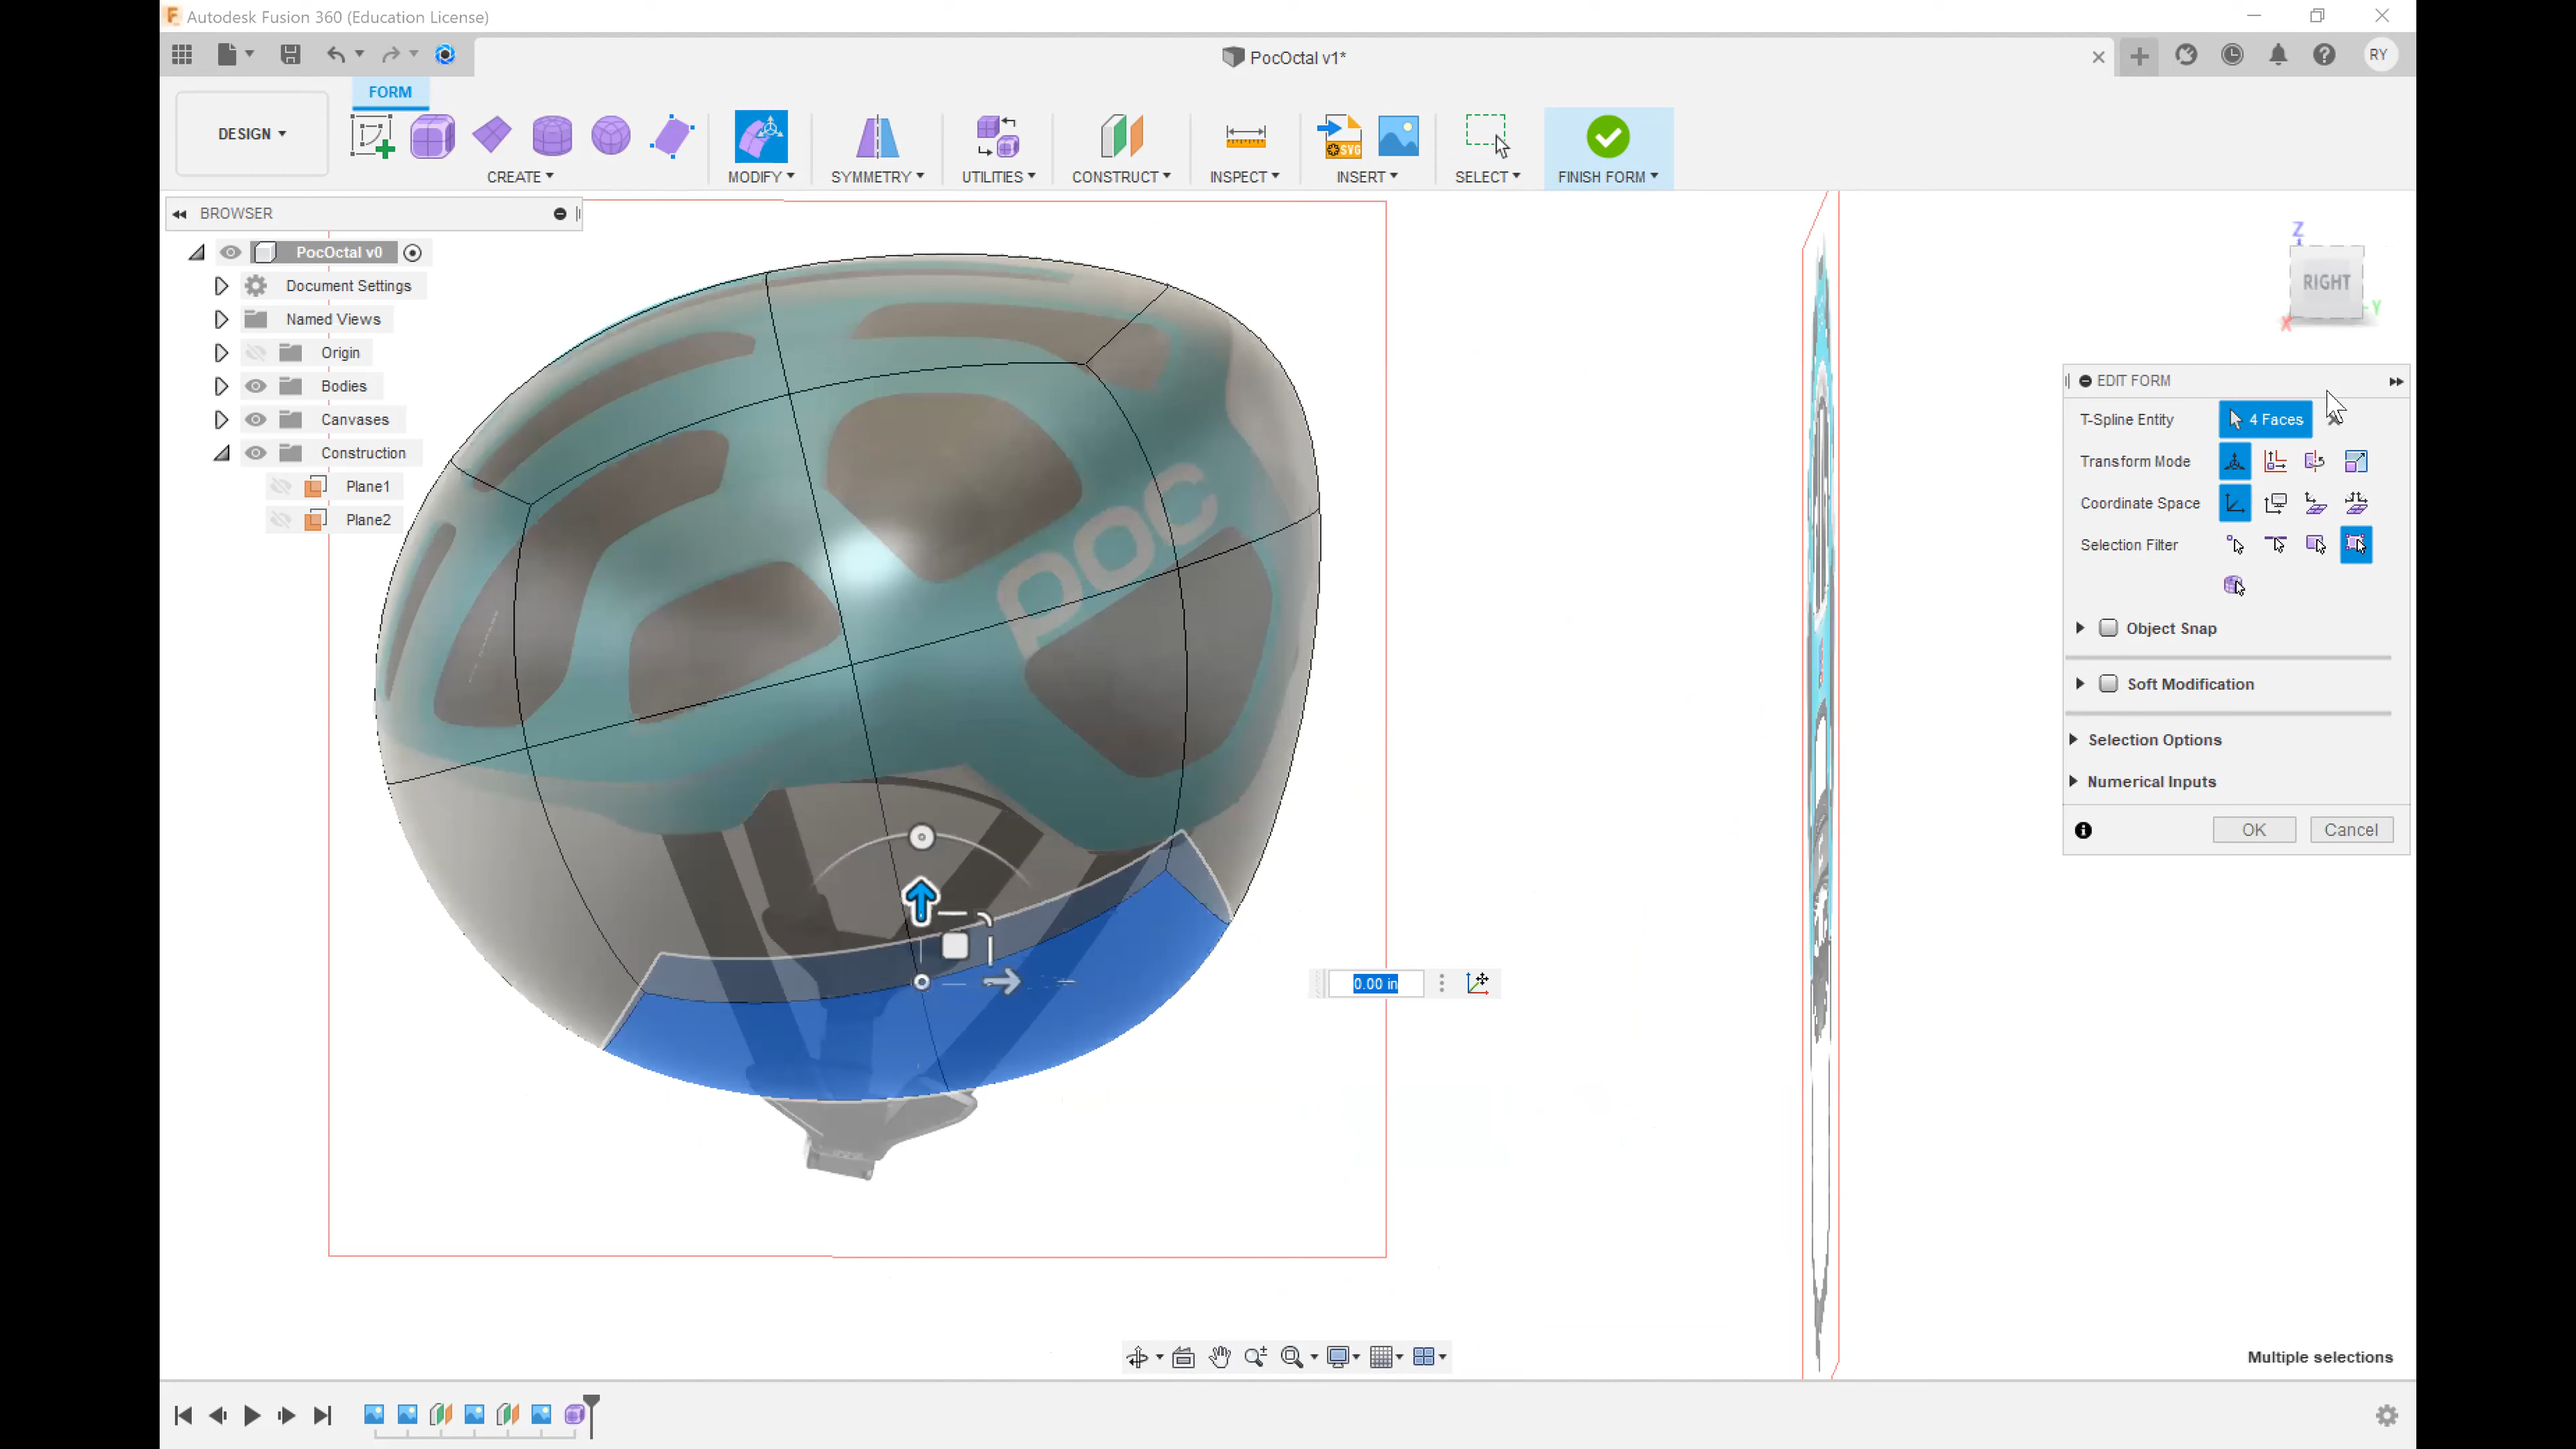 Autodesk Fusion 360 (Education License)
PocOctal v1*
RY
FORM
DESIGN
CREATE
MODIFY
SYMMETRY
UTILITIES
CONSTRUCT
INSPECT
SVG
INSERT
SELECT
FINISH FORM
BROWSER
PocOctal v0
Document Settings
Named Views
Origin
Bodies
Canvases
Construction
Plane1
Plane2
poc
Z
RIGHT
Y
X
EDIT FORM
T-Spline Entity 4 Faces
Transform Mode
Coordinate Space
Selection Filter
Object Snap
Soft Modification
Selection Options
Numerical Inputs
OK Cancel
0.00 in
Multiple selections